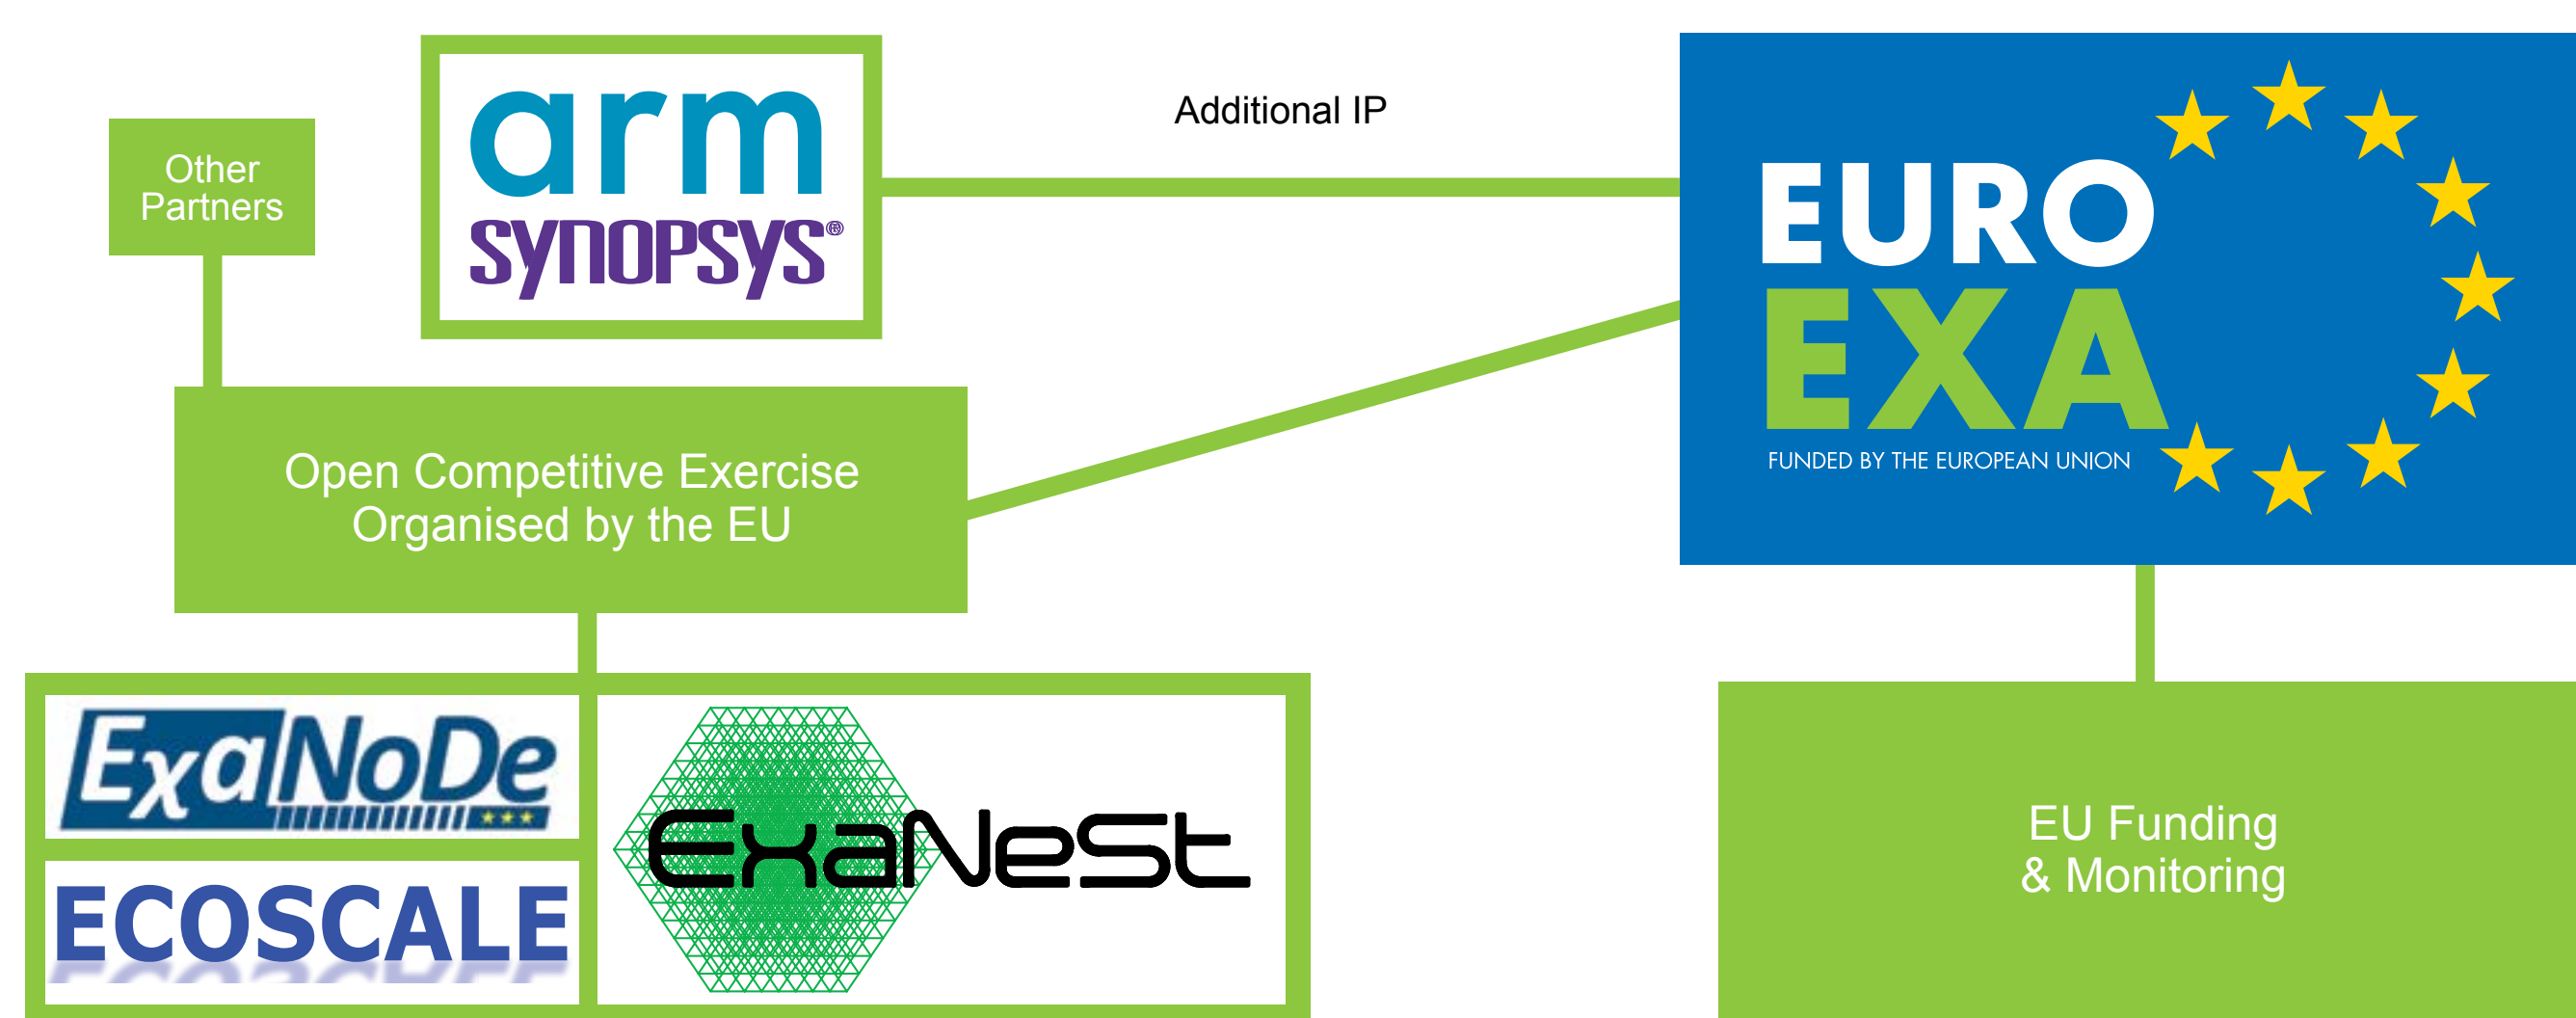 Other
Partners
arm
SYNOPSYS®
Additional IP
EURO
EXA
FUNDED BY THE EUROPEAN UNION
Open Competitive Exercise
Organised by the EU
ExaNoDe
ECOSCALE
ExaNeSt
EU Funding
& Monitoring